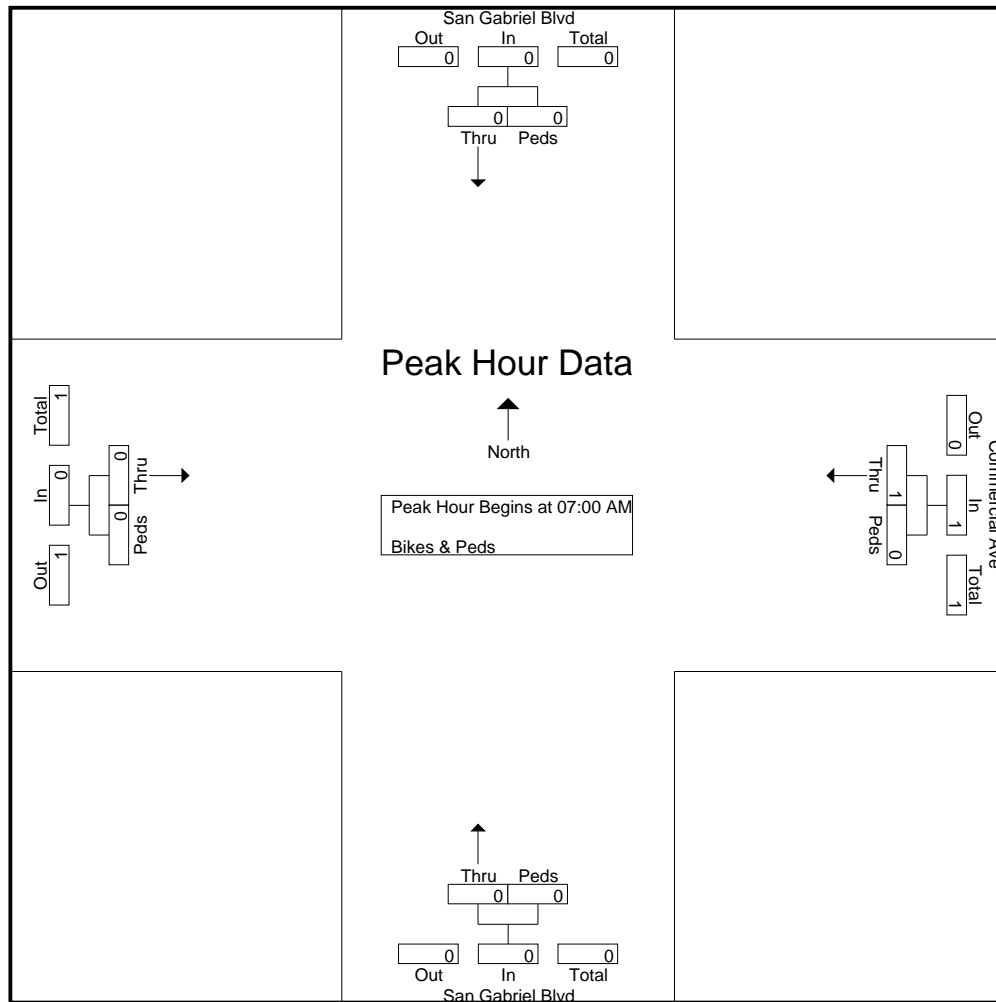 San Gabriel Blvd
Out In Total
0 0 0
0 0
Thru Peds
Peak Hour Data
North
Peak Hour Begins at 07:00 AM
Bikes & Peds
Total In Out
1 0 1
0 0
Thru Peds
Commercial Ave
Out In Total
0 1 1
1 0
Thru Peds
Thru Peds
0 0
0 0 0
Out In Total
San Gabriel Blvd